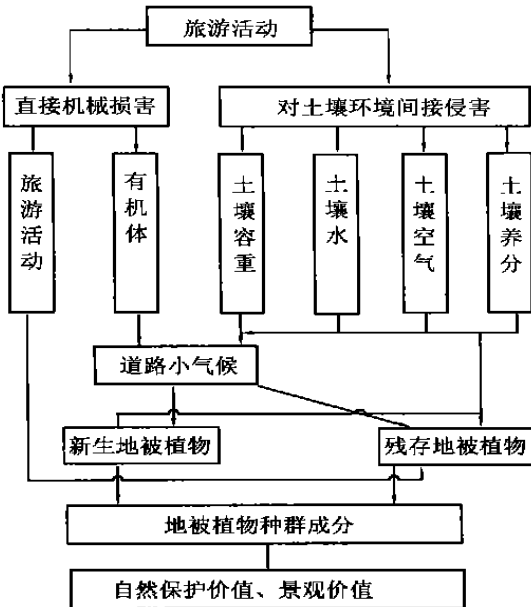 旅游活动
直接机械损害
对土壤环境间接侵害
旅游活动
有机体
土壤容重
土壤水
土壤空气
土壤养分
道路小气候
新生地被植物
残存地被植物
地被植物种群成分
自然保护价值、景观价值